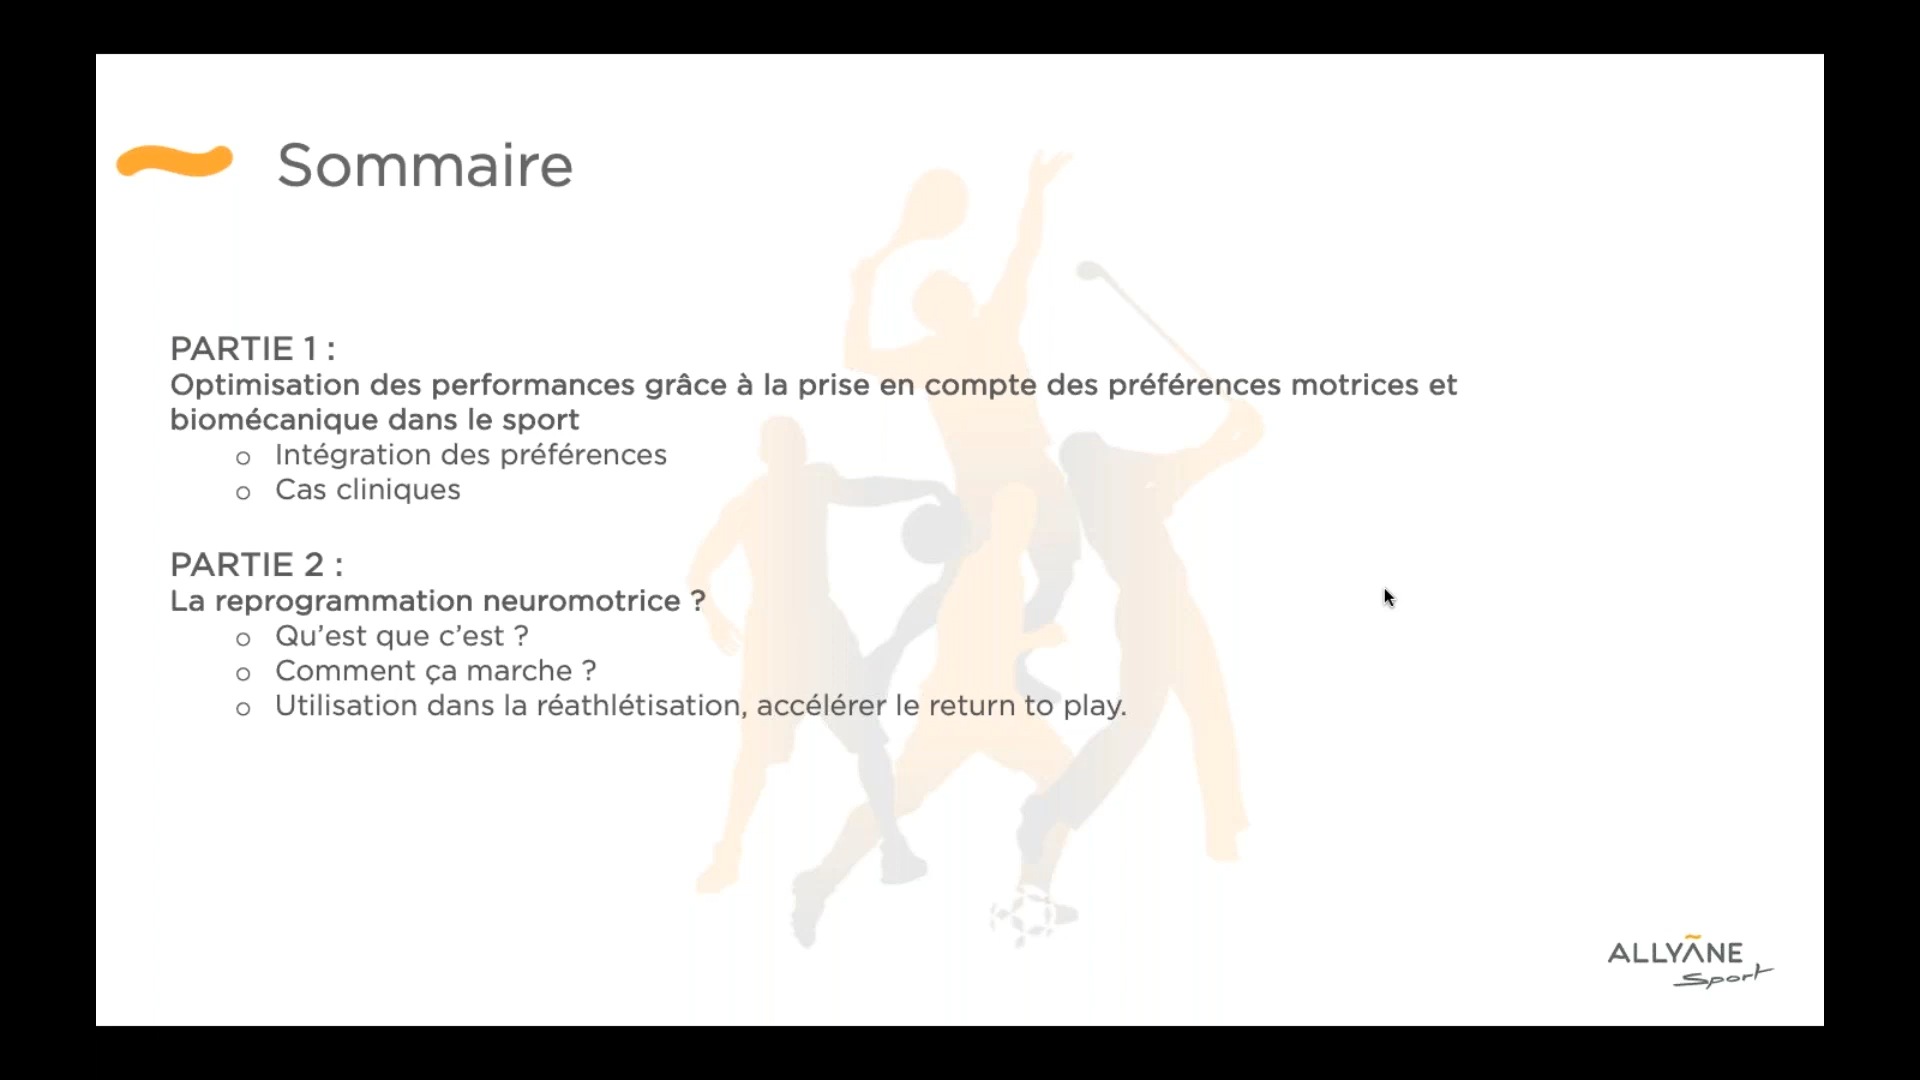 Sommaire
PARTIE 1 :
Optimisation des performances grâce à la prise en compte des préférences motrices et
biomécanique dans le sport
o Intégration des préférences
o Cas cliniques
PARTIE 2 :
La reprogrammation neuromotrice ?
o Qu’est que c’est ?
o Comment ça marche ?
o Utilisation dans la réathlétisation, accélérer le return to play.
ALLYANE
Sport